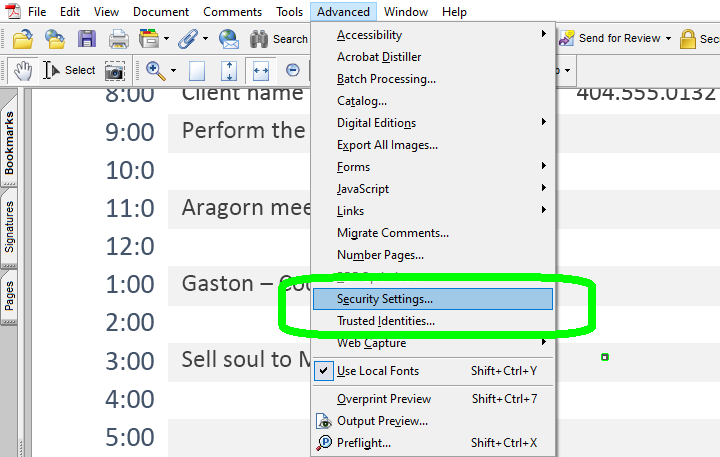 File Edit View Document Comments Tools Advanced Window Help
Search
Send for Review
Sec
Select
Bookmarks
Signatures
Pages
8:00 Client name 404.555.0132
9:00 Perform the
10:0
11:0 Aragorn mee
12:0
1:00 Gaston – Co
2:00
3:00 Sell soul to M
4:00
5:00
Accessibility
Acrobat Distiller
Batch Processing...
Catalog...
Digital Editions
Export All Images...
Forms
JavaScript
Links
Migrate Comments...
Number Pages...
Security Settings...
Trusted Identities...
Web Capture
Use Local Fonts Shift+Ctrl+Y
Overprint Preview Shift+Ctrl+7
Output Preview...
Preflight... Shift+Ctrl+X